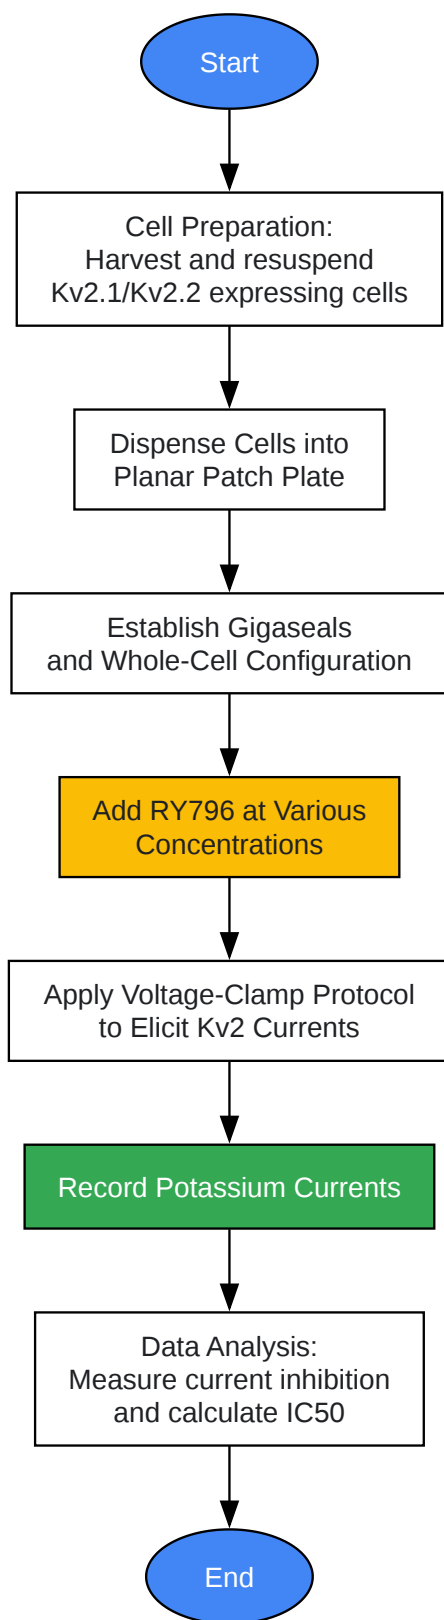 Start
Cell Preparation:
Harvest and resuspend
Kv2.1/Kv2.2 expressing cells
Dispense Cells into
Planar Patch Plate
Establish Gigaseals
and Whole-Cell Configuration
Add RY796 at Various
Concentrations
Apply Voltage-Clamp Protocol
to Elicit Kv2 Currents
Record Potassium Currents
Data Analysis:
Measure current inhibition
and calculate IC50
End